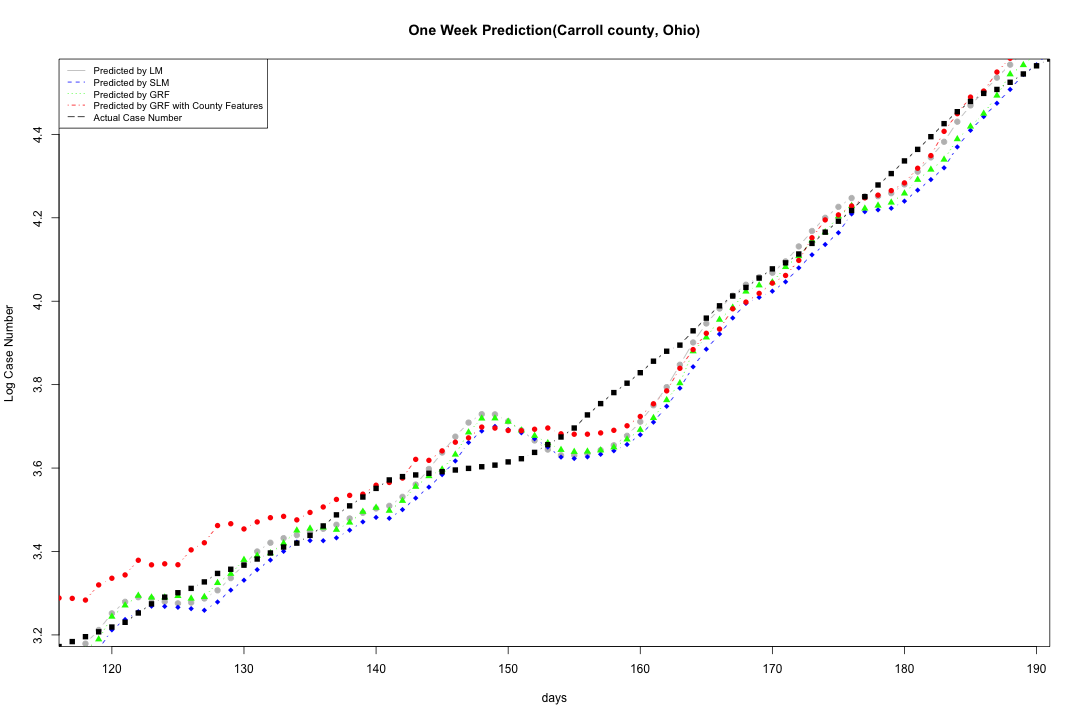 One Week Prediction(Carroll county, Ohio)
Predicted by LM
Predicted by SLM
Predicted by GRF
Predicted by GRF with County Features
Actual Case Number
Log Case Number
4.4
4.2
4.0
3.8
3.6
3.4
3.2
120 130 140 150 160 170 180 190
days